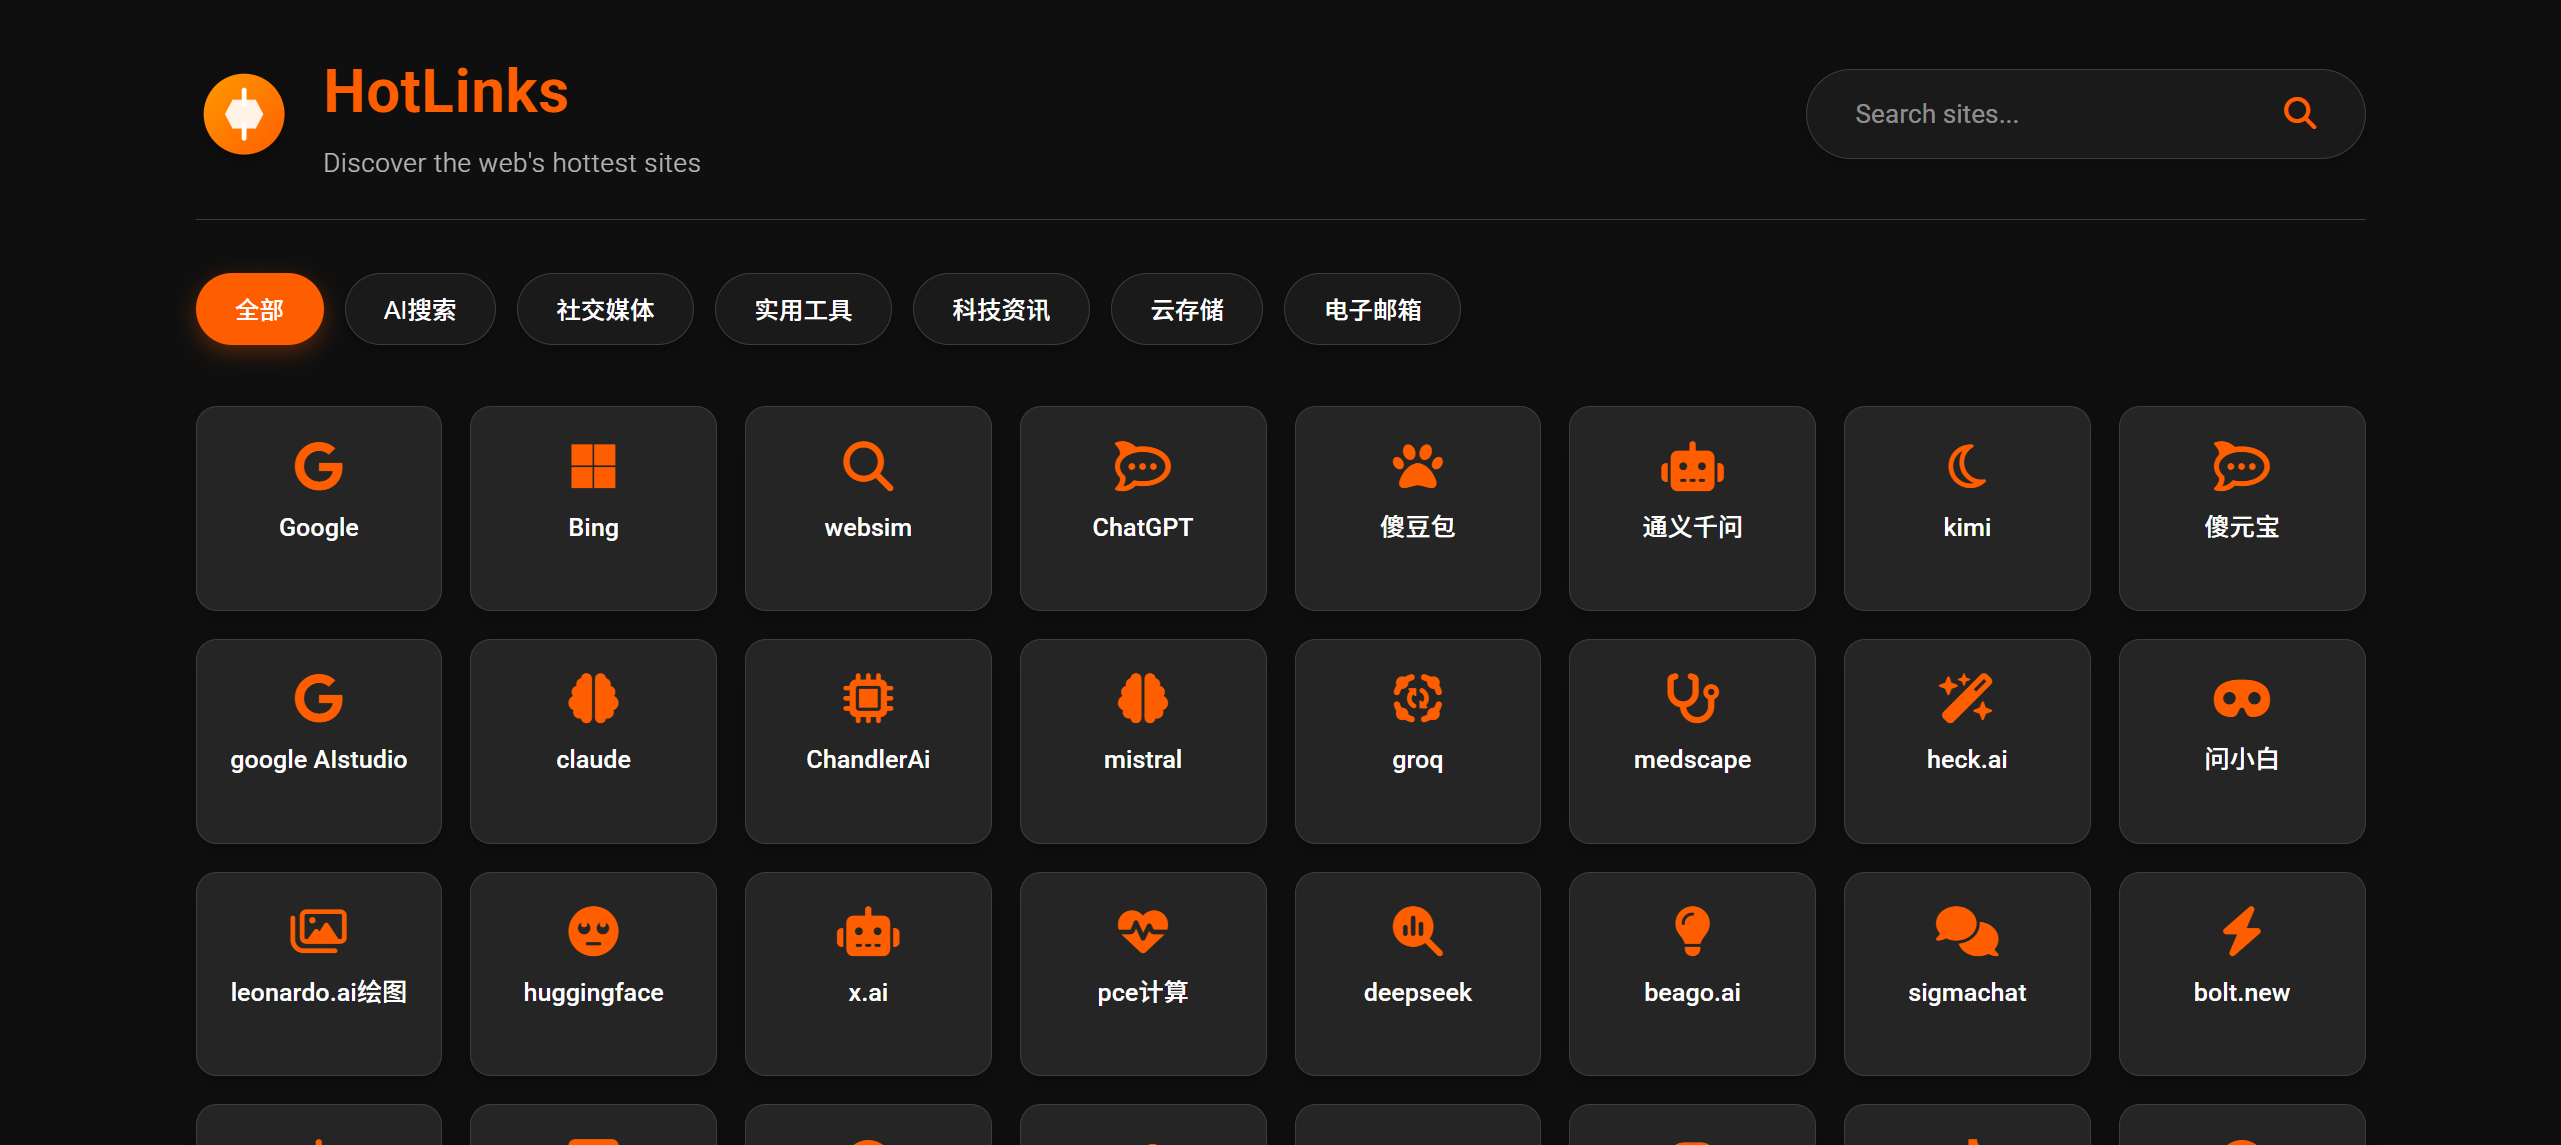 HotLinks
Discover the web's hottest sites
Search sites...
全部
AI搜索
社交媒体
实用工具
科技资讯
云存储
电子邮箱
Google
Bing
websim
ChatGPT
傻豆包
通义千问
kimi
傻元宝
google AIstudio
claude
ChandlerAi
mistral
groq
medscape
heck.ai
问小白
leonardo.ai绘图
huggingface
x.ai
pce计算
deepseek
beago.ai
sigmachat
bolt.new